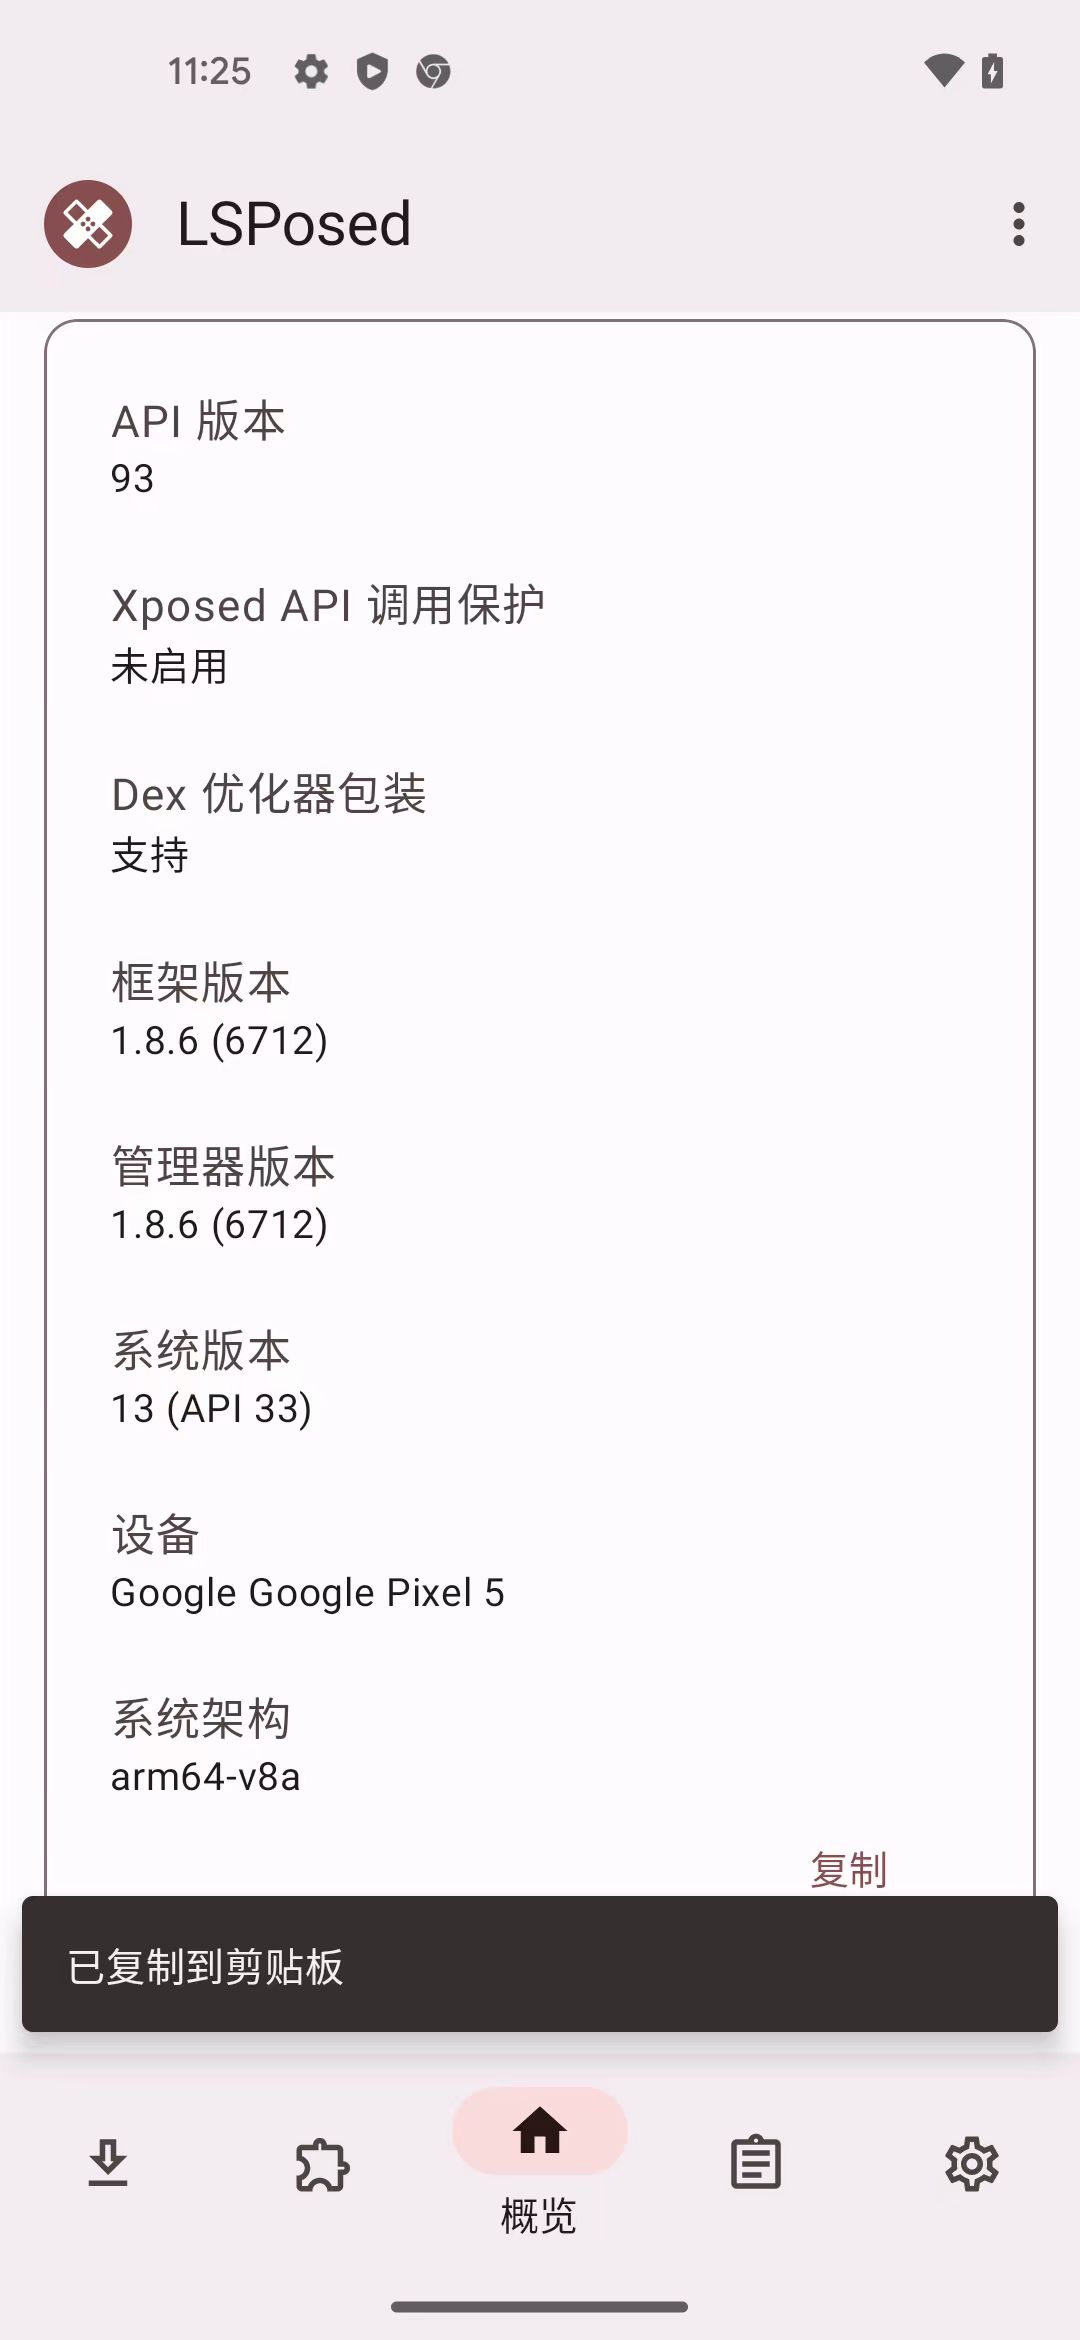 11:25
LSPosed
API 版本
93
Xposed API 调用保护
未启用
Dex 优化器包装
支持
框架版本
1.8.6 (6712)
管理器版本
1.8.6 (6712)
系统版本
13 (API 33)
设备
Google Google Pixel 5
系统架构
arm64-v8a
复制
已复制到剪贴板
概览